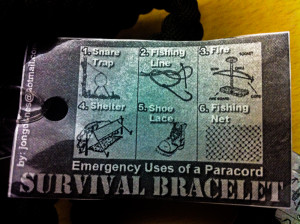 1. Snare Trap
2. Fishing Line
3. Fire
4. Shelter
5. Shoe Lace
6. Fishing Net
Emergency Uses of a Paracord
SURVIVAL BRACELET